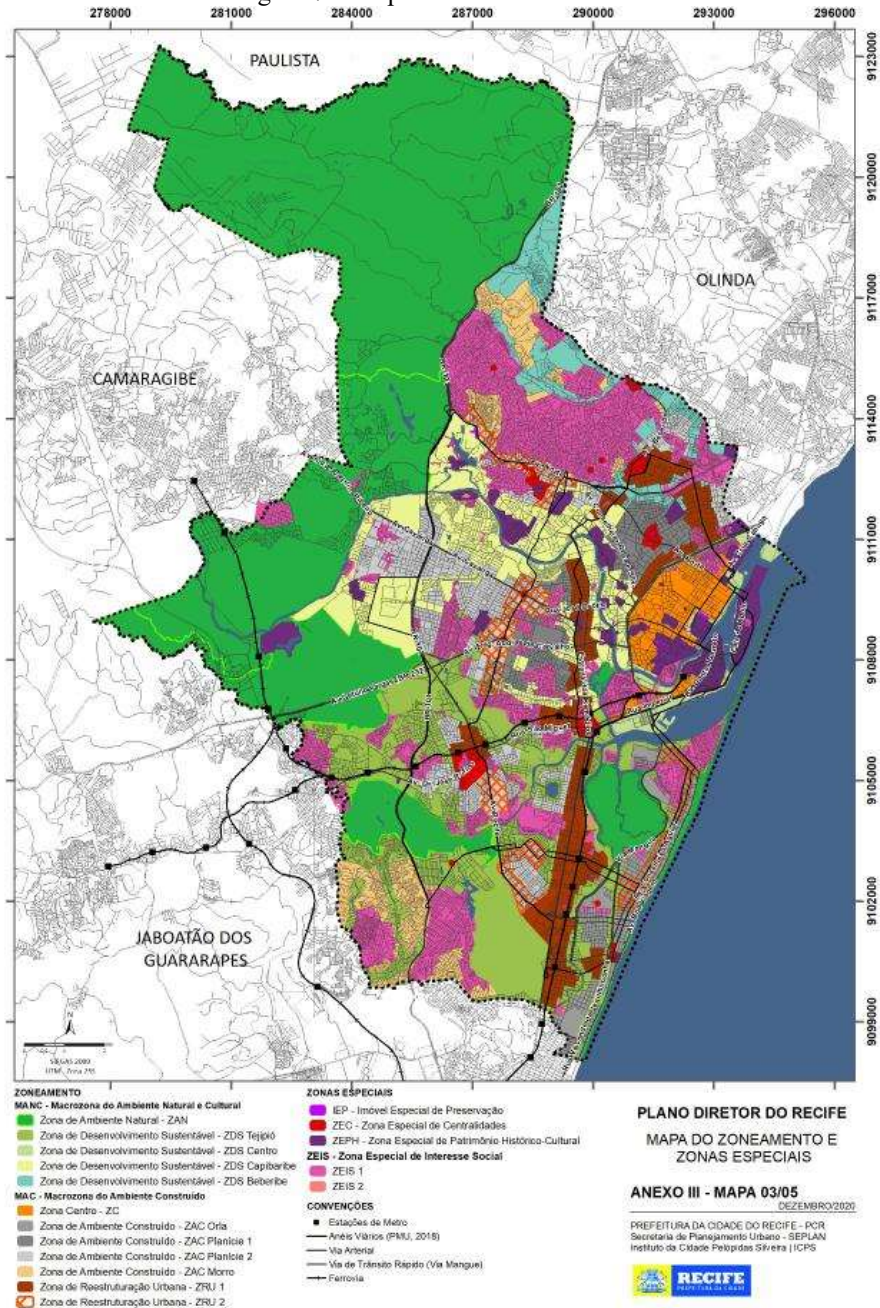 278000 281000 284000 287000 290000 293000 296000
PAULISTA
9123000
9120000
OLINDA
9117000
CAMARAGIBE
9114000
9111000
9108000
9105000
9102000
JABOATÃO DOS
GUARARAPES
9099000
N
SIRGAS 2000
ZONEAMENTO
MANC - Macrozona do Ambiente Natural e Cultural
Zona de Ambiente Natural - ZAN
Zona de Desenvolvimento Sustentável - ZDS Tejipió
Zona de Desenvolvimento Sustentável - ZDS Centro
Zona de Desenvolvimento Sustentável - ZDS Capibaribe
Zona de Desenvolvimento Sustentável - ZDS Beberibe
MAC - Macrozona do Ambiente Construído
Zona Centro - ZC
Zona de Ambiente Construído - ZAC Orla
Zona de Ambiente Construído - ZAC Planície 1
Zona de Ambiente Construído - ZAC Planície 2
Zona de Ambiente Construído - ZAC Morro
Zona de Reestruturação Urbana - ZRU 1
Zona de Reestruturação Urbana - ZRU 2
ZONAS ESPECIAIS
IEP - Imóvel Especial de Preservação
ZEC - Zona Especial de Centralidades
ZEPH - Zona Especial de Patrimônio Histórico-Cultural
ZEIS - Zona Especial de Interesse Social
ZEIS 1
ZEIS 2
CONVENÇÕES
Estações de Metro
Anéis Viários (PMU, 2018)
Via Arterial
Via de Trânsito Rápido (Via Mangue)
Ferrovia
PLANO DIRETOR DO RECIFE
MAPA DO ZONEAMENTO E
ZONAS ESPECIAIS
ANEXO III - MAPA 03/05
DEZEMBRO/2020
PREFEITURA DA CIDADE DO RECIFE - PCR
Secretaria de Planejamento Urbano - SEPLAN
Instituto da Cidade Pelópidas Silveira | ICPS
RECIFE
PREFEITURA DA CIDADE